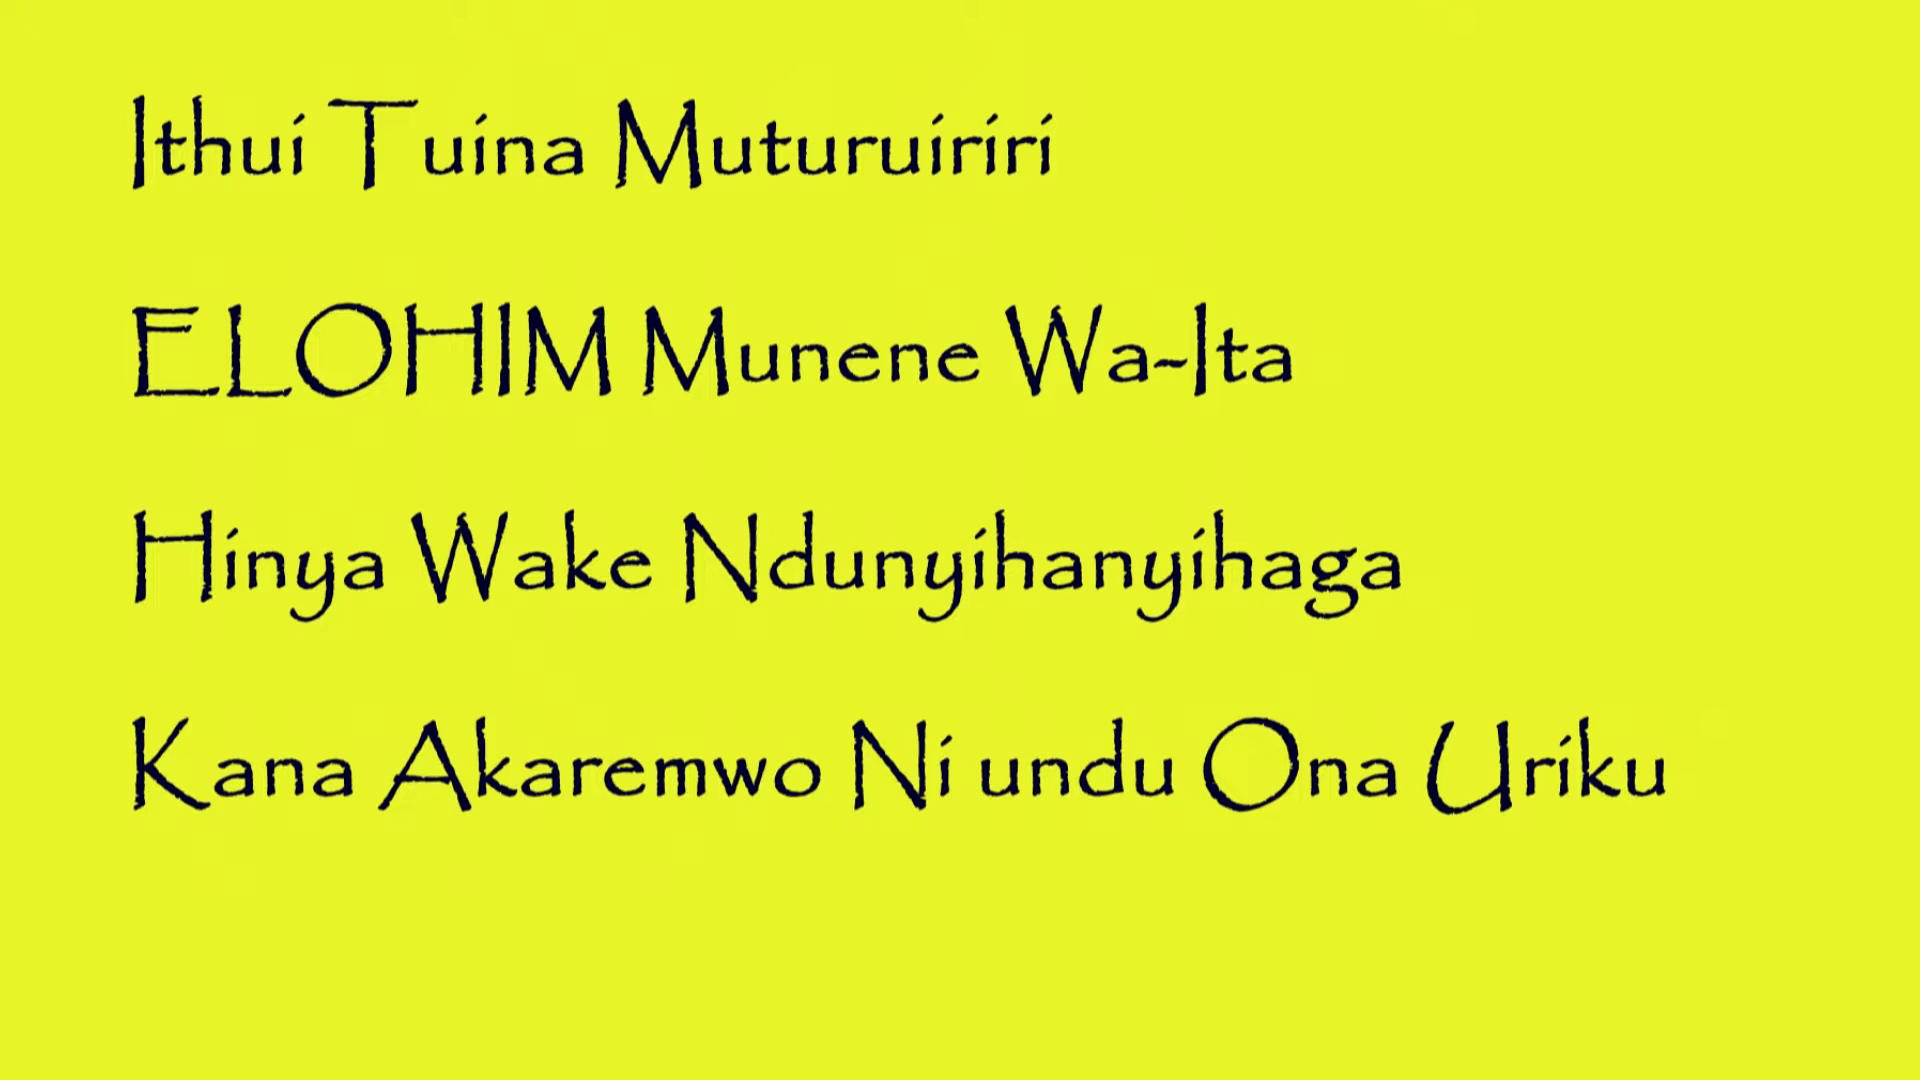 Ithui Tuina Muturuiriri
ELOHIM Munene Wa-Ita
Hinya Wake Ndunyihanyihaga
Kana Akaremwo Ni undu Ona Uriku